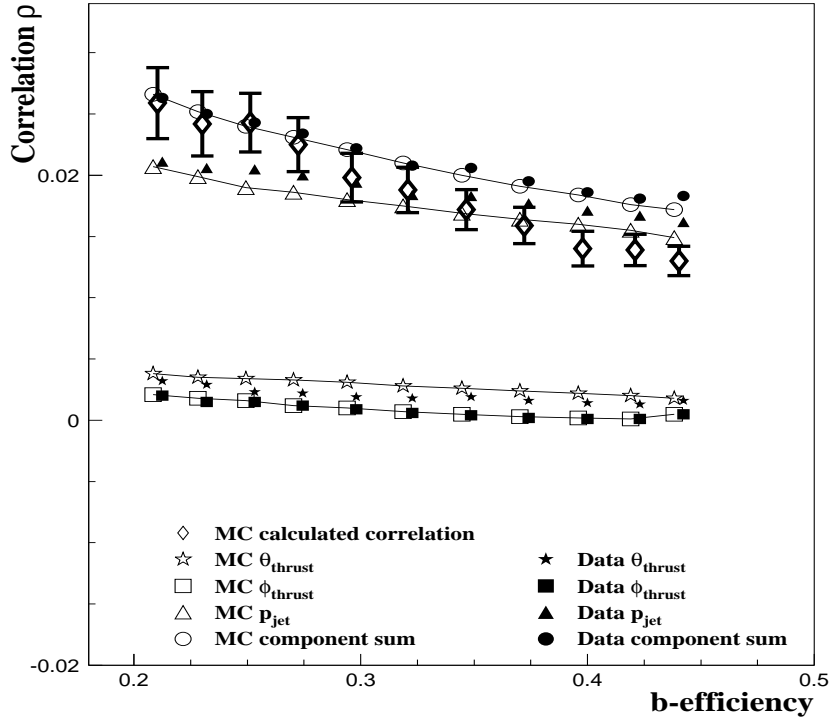 Correlation ρ
0.02
0
-0.02
MC calculated correlation
MC θthrust
Data θthrust
MC ϕthrust
Data ϕthrust
MC pjet
Data pjet
MC component sum
Data component sum
0.2
0.3
0.4
0.5
b-efficiency